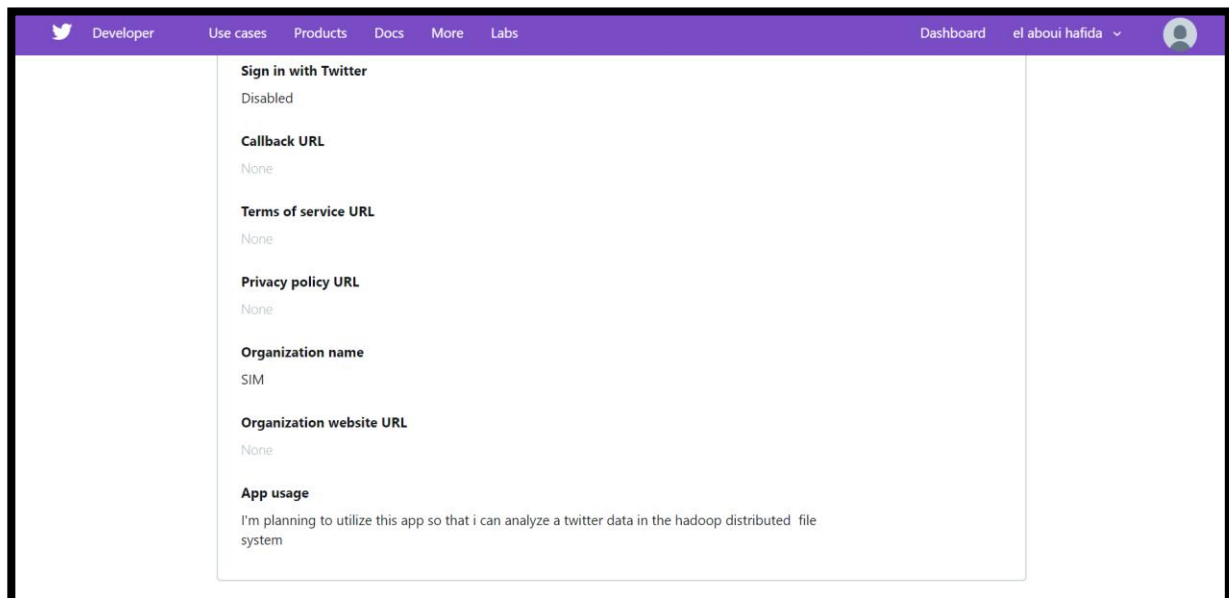 Developer Use cases Products Docs More Labs Dashboard el aboui hafida
Sign in with Twitter
Disabled
Callback URL
None
Terms of service URL
None
Privacy policy URL
None
Organization name
SIM
Organization website URL
None
App usage
I'm planning to utilize this app so that i can analyze a twitter data in the hadoop distributed file
system